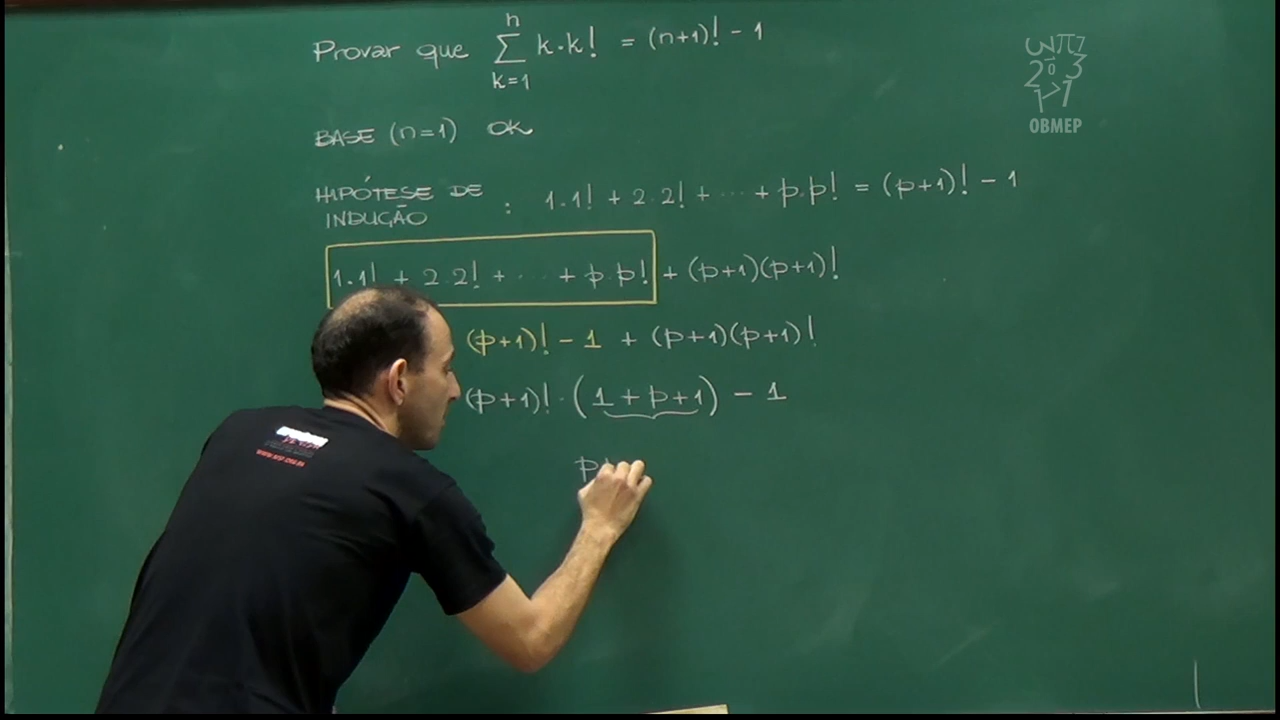 Provar que n ∑ k=1 k·k! = (n+1)! - 1
BASE (n=1) OK
HIPÓTESE DE
INDUÇÃO : 1·1! + 2·2! + ··· + p·p! = (p+1)! - 1
1·1! + 2·2! + ··· + p·p! + (p+1)(p+1)!
(p+1)! - 1 + (p+1)(p+1)!
(p+1)! · (1 + p+1) - 1
p+
OBMEP